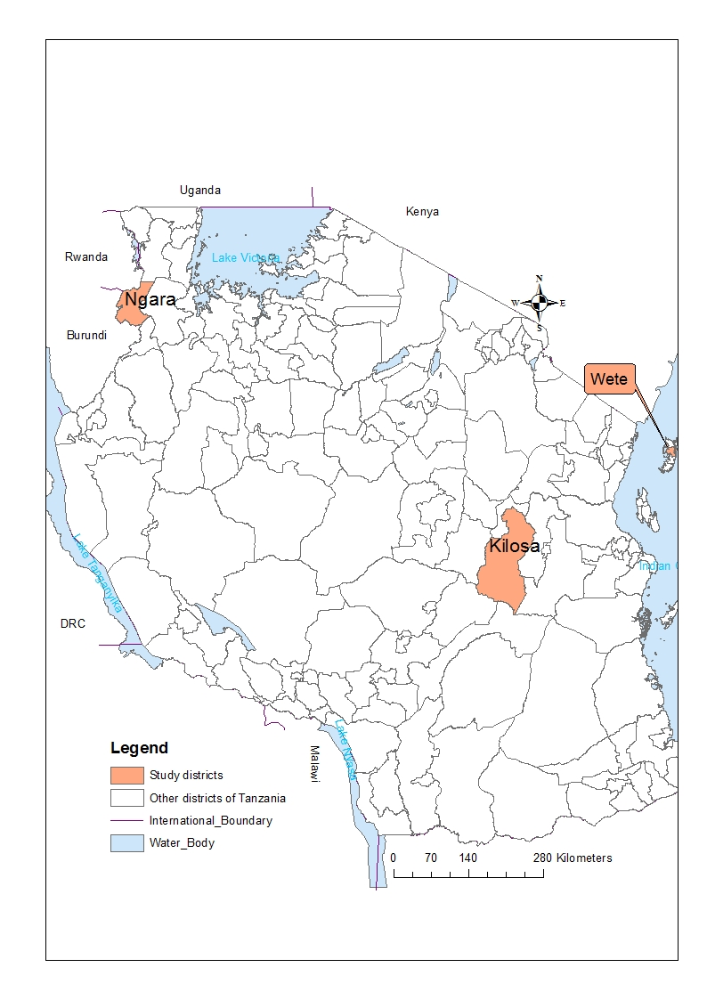 Uganda
Kenya
Rwanda
Lake Victoria
N
W
E
S
Ngara
Burundi
Wete
Kilosa
Lake Tanganyika
Indian O
DRC
Lake Nyasa
Malawi
Legend
Study districts
Other districts of Tanzania
International_Boundary
Water_Body
0 70 140 280 Kilometers